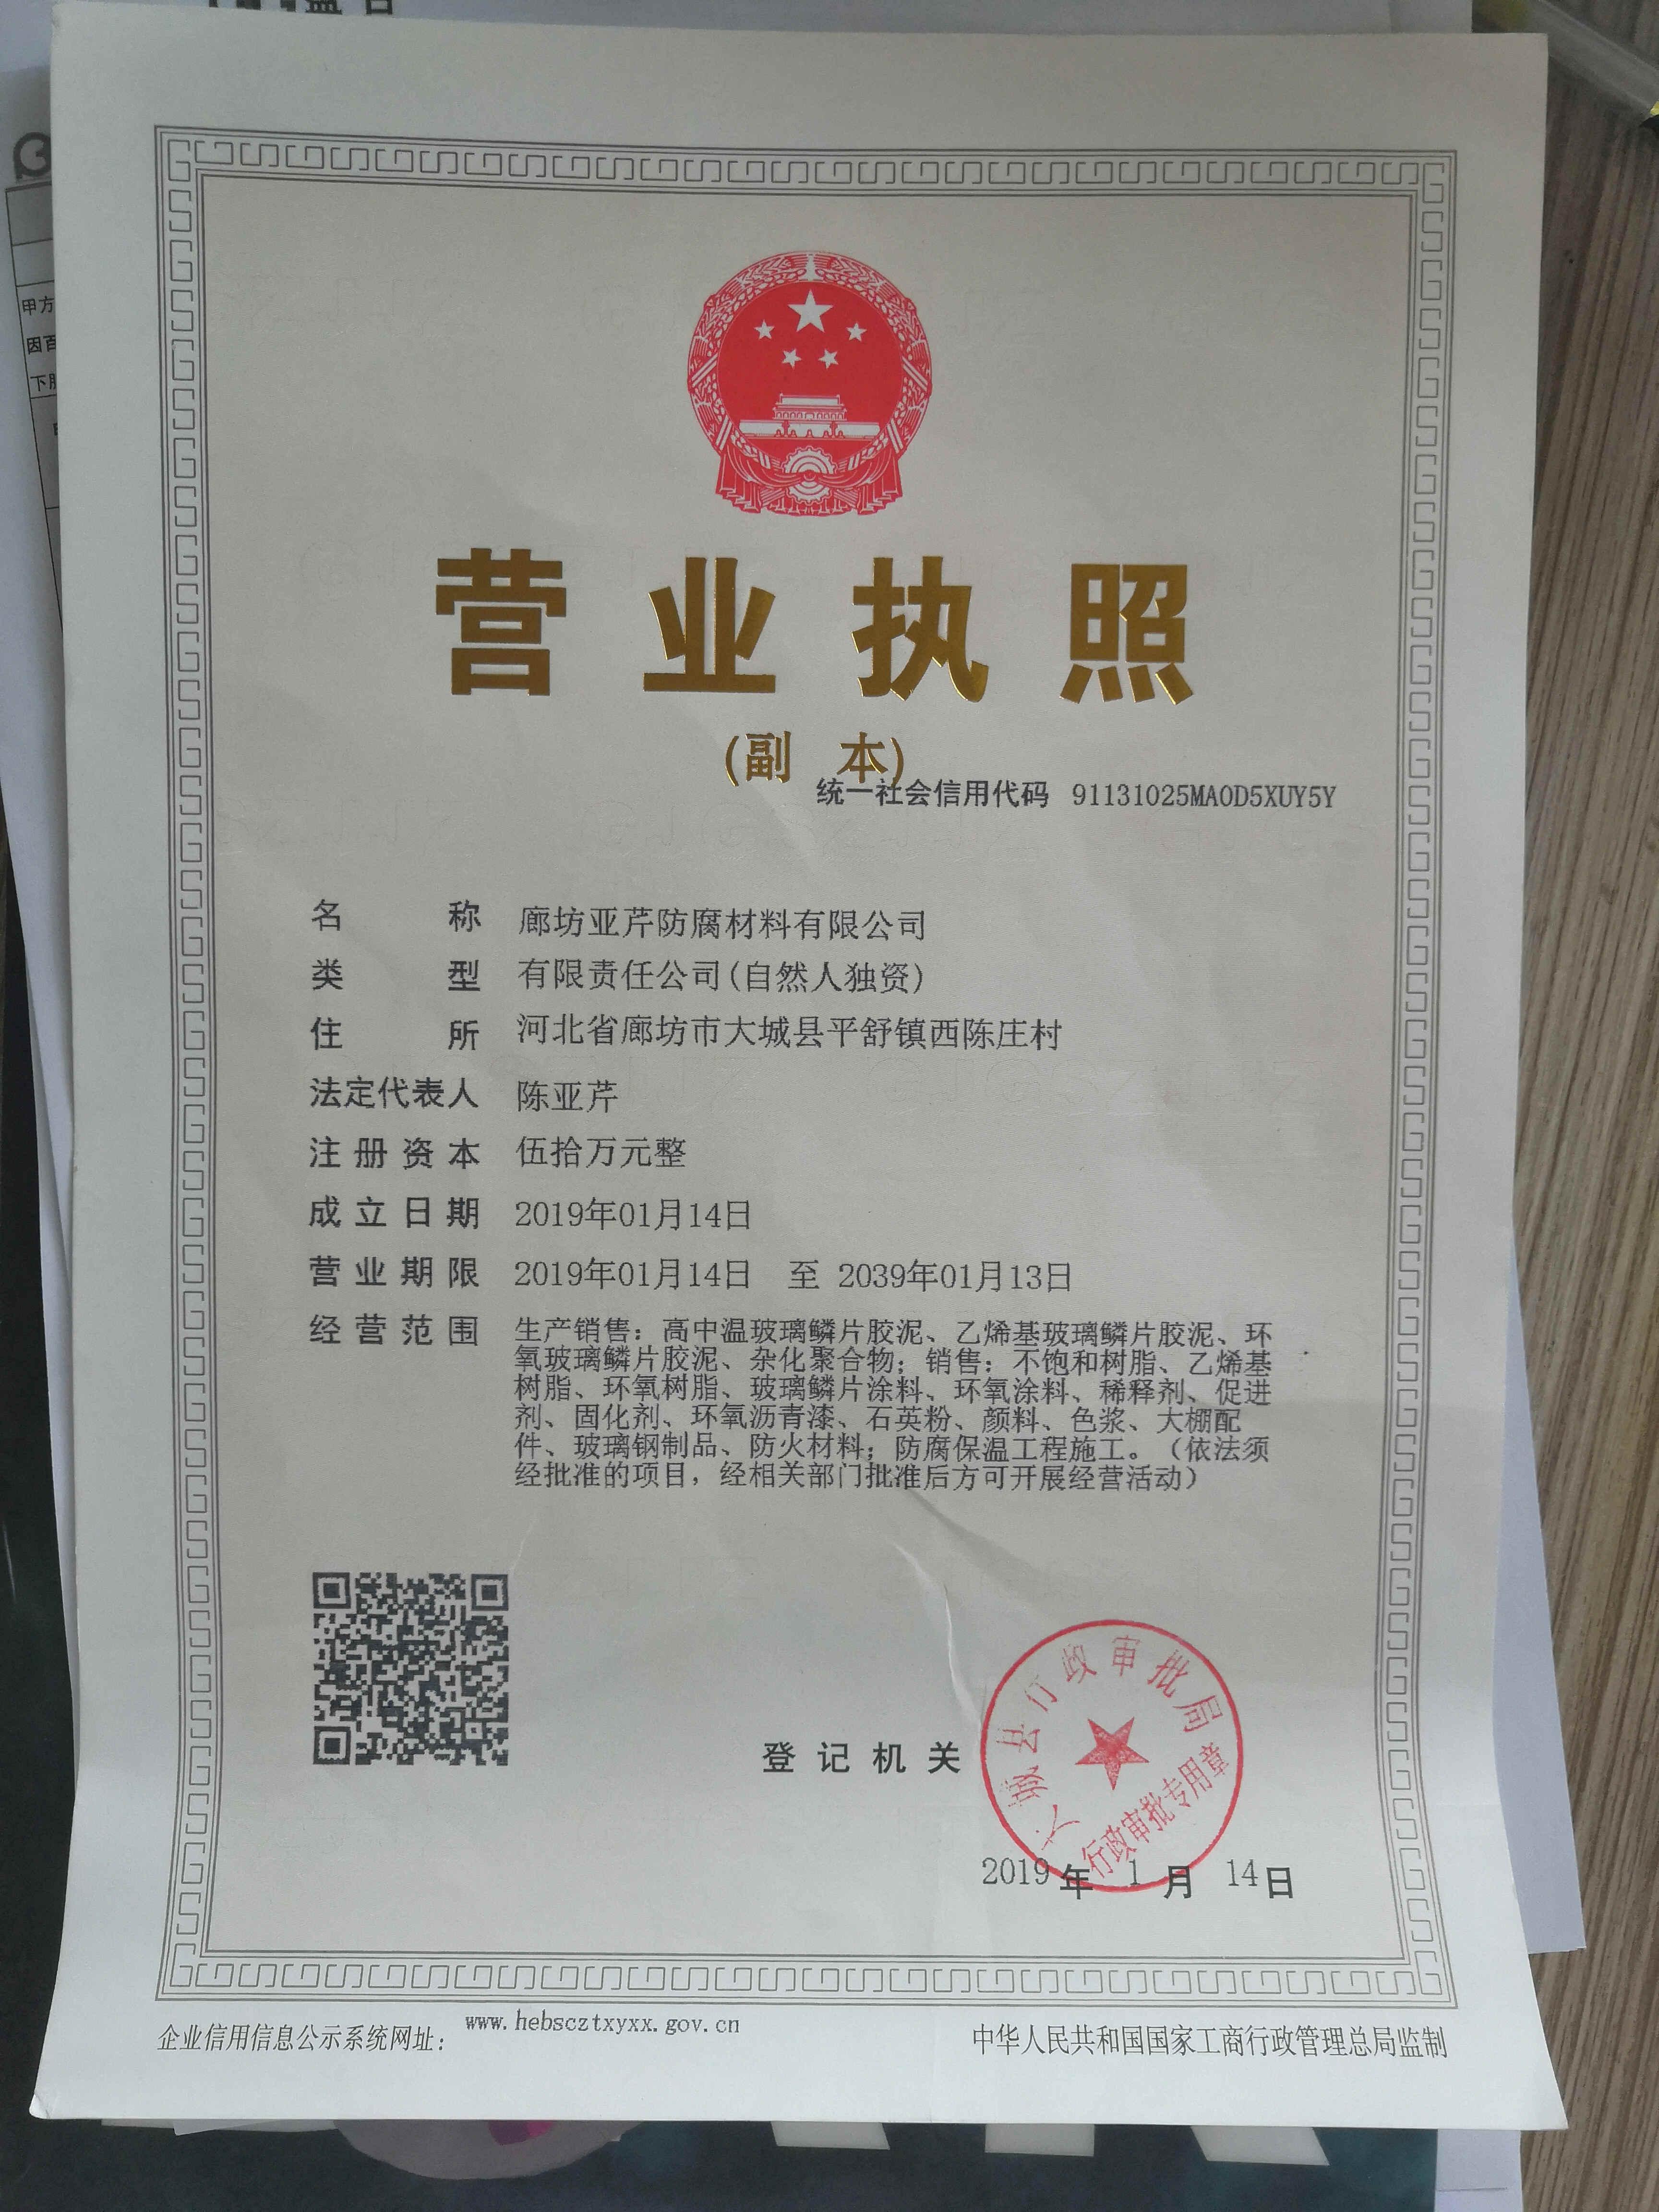 营业执照
(副 本)
统一社会信用代码 91131025MA0D5XUY5Y
名 称 廊坊亚芹防腐材料有限公司
类 型 有限责任公司(自然人独资)
住 所 河北省廊坊市大城县平舒镇西陈庄村
法定代表人 陈亚芹
注册资本 伍拾万元整
成立日期 2019年01月14日
营业期限 2019年01月14日 至 2039年01月13日
经营范围 生产销售：高中温玻璃鳞片胶泥、乙烯基玻璃鳞片胶泥、环
氧玻璃鳞片胶泥、杂化聚合物；销售：不饱和树脂、乙烯基
树脂、环氧树脂、玻璃鳞片涂料、环氧涂料、稀释剂、促进
剂、固化剂、环氧沥青漆、石英粉、颜料、色浆、大棚配
件、玻璃钢制品、防火材料；防腐保温工程施工。（依法须
经批准的项目，经相关部门批准后方可开展经营活动）
登记机关
大城县行政审批局
行政审批专用章
2019年 1 月 14日
企业信用信息公示系统网址： www.hebscztxyxx.gov.cn
中华人民共和国国家工商行政管理总局监制
甲方
因百
下